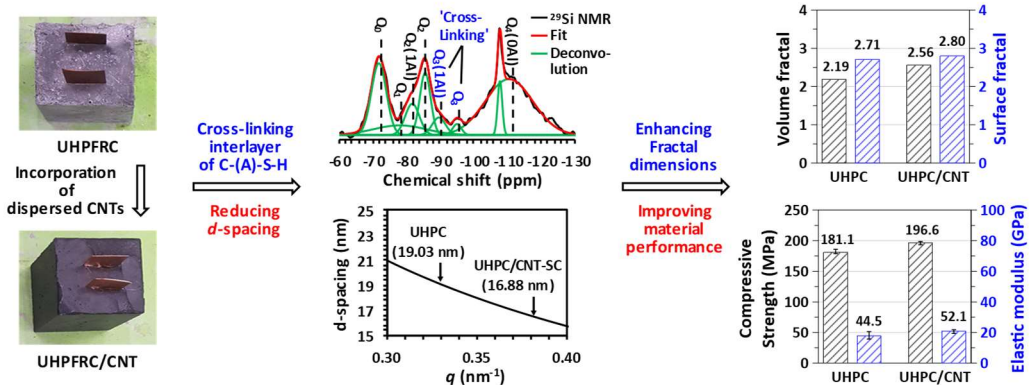 UHPFRC
Incorporation
of
dispersed CNTs
UHPFRC/CNT
Cross-linking
interlayer
of C-(A)-S-H
Reducing
d-spacing
Q₀
Q₁
Q₂(1Al)
Q₂
Q₃(1Al)
Q₃
'Cross-
Linking'
Q₄(0Al)
²⁹Si NMR
Fit
Deconvo-
lution
-60 -70 -80 -90 -100 -110 -120 -130
Chemical shift (ppm)
d-spacing (nm)
25
23
21
19
17
15
UHPC
(19.03 nm)
UHPC/CNT-SC
(16.88 nm)
0.30 0.35 0.40
q (nm⁻¹)
Enhancing
Fractal
dimensions
Improving
material
performance
Volume fractal
4
3
2
1
0
2.19 2.71 2.56 2.80
UHPC UHPC/CNT
4
3
2
1
0
Surface fractal
Compressive
Strength (MPa)
250
200
150
100
50
0
181.1 196.6
44.5 52.1
UHPC UHPC/CNT
100
80
60
40
20
0
Elastic modulus (GPa)